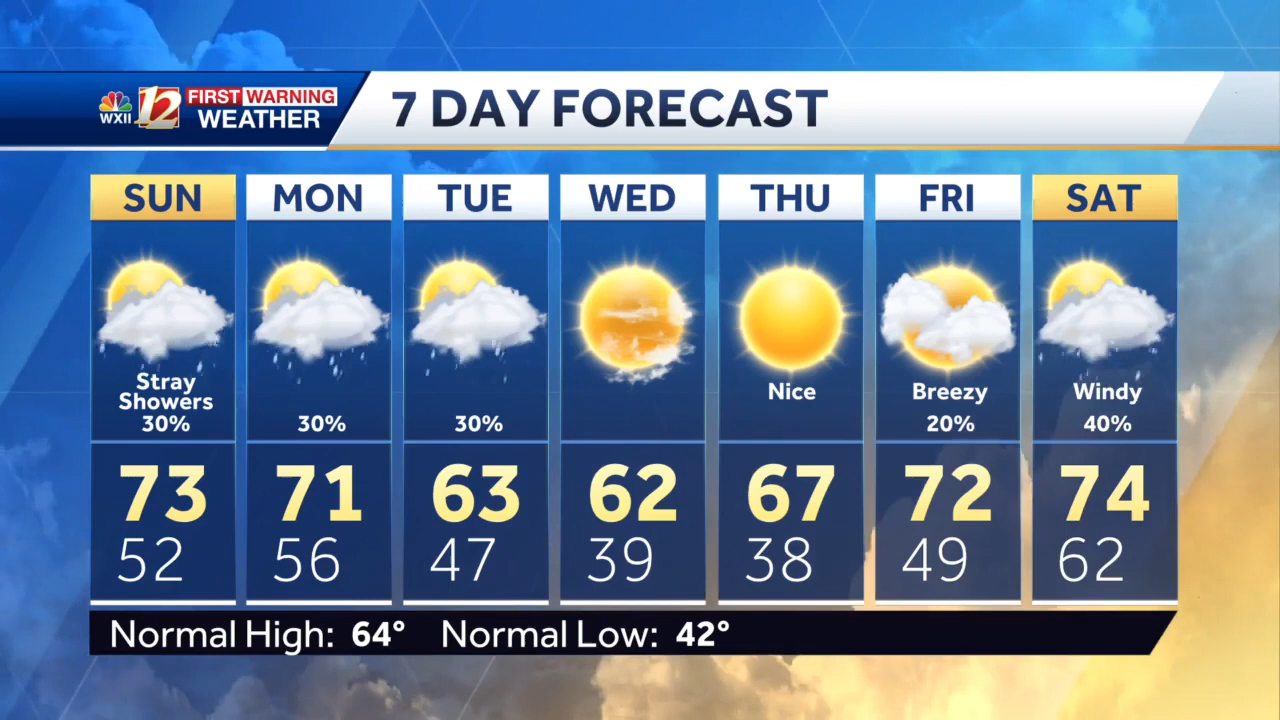 WXII 12 FIRST WARNING
WEATHER
7 DAY FORECAST
SUN MON TUE WED THU FRI SAT
Stray
Showers
30%
30%
30%
Nice
Breezy
20%
Windy
40%
73 71 63 62 67 72 74
52 56 47 39 38 49 62
Normal High: 64° Normal Low: 42°